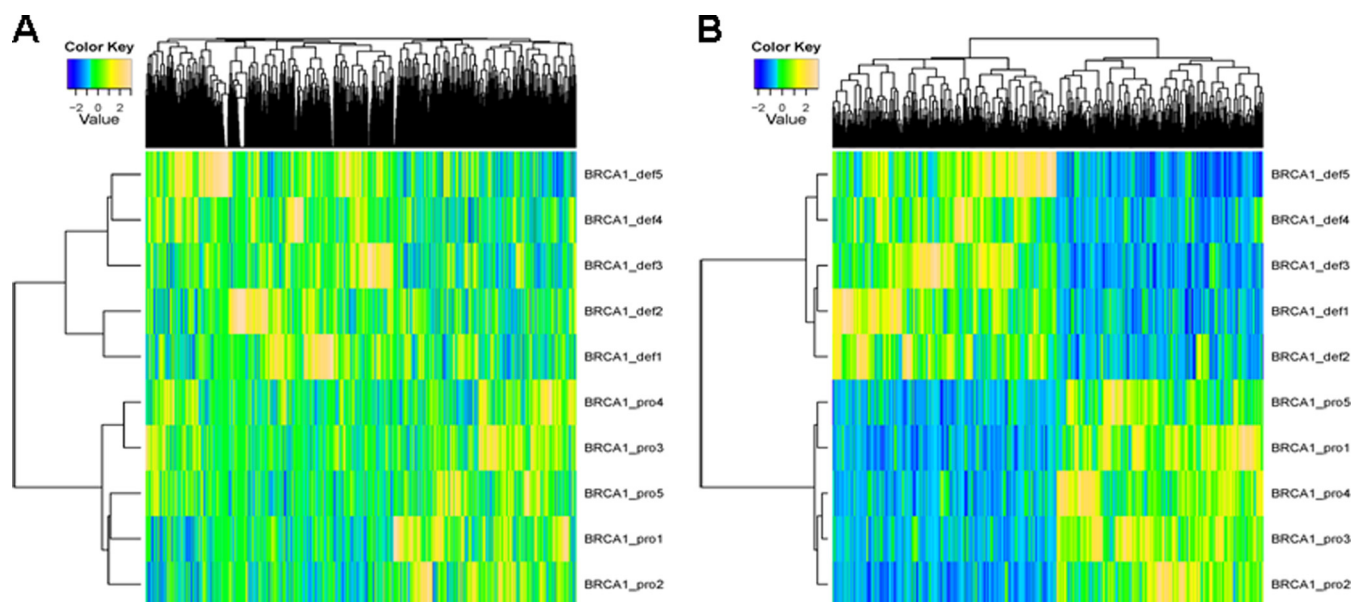 A
Color Key
−2 0 2
Value
BRCA1_def5
BRCA1_def4
BRCA1_def3
BRCA1_def2
BRCA1_def1
BRCA1_pro4
BRCA1_pro3
BRCA1_pro5
BRCA1_pro1
BRCA1_pro2
B
Color Key
−2 0 2
Value
BRCA1_def5
BRCA1_def4
BRCA1_def3
BRCA1_def1
BRCA1_def2
BRCA1_pro5
BRCA1_pro1
BRCA1_pro4
BRCA1_pro3
BRCA1_pro2